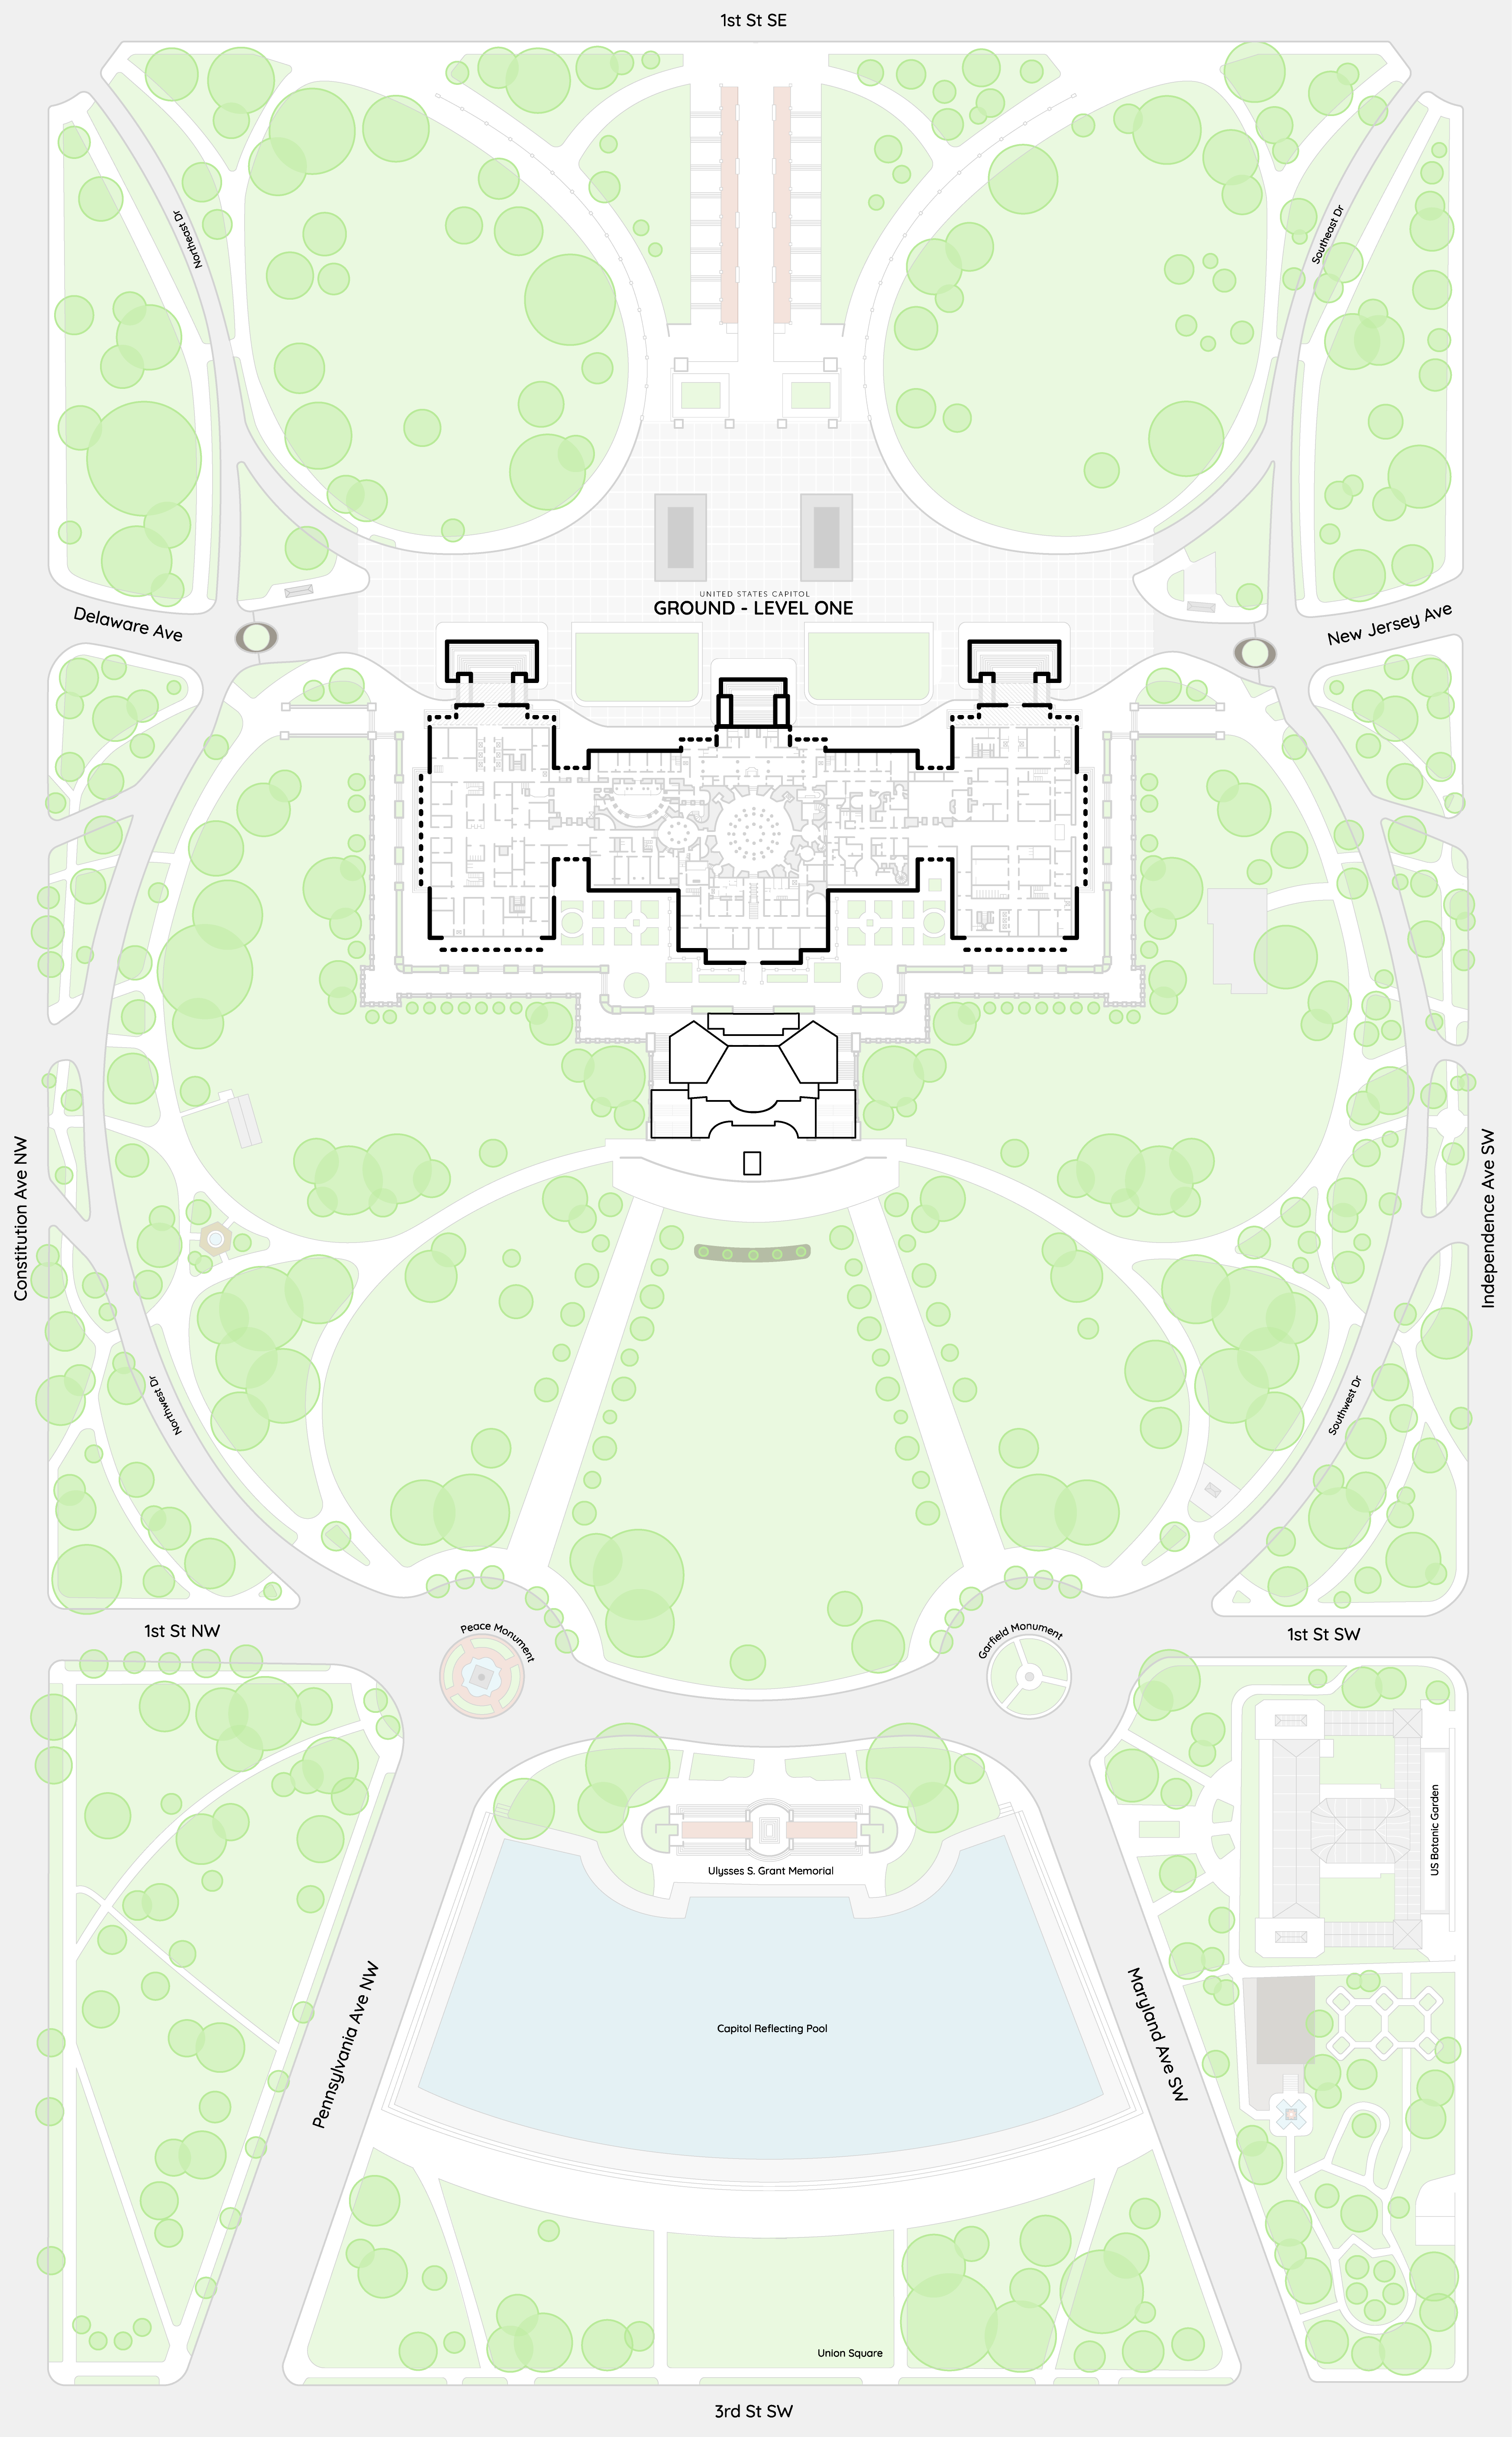 1st St SE
Northeast Dr
Southeast Dr
UNITED STATES CAPITOL
GROUND - LEVEL ONE
Delaware Ave
New Jersey Ave
Constitution Ave NW
Independence Ave SW
Northwest Dr
Southwest Dr
1st St NW
Peace Monument
Garfield Monument
1st St SW
Ulysses S. Grant Memorial
US Botanic Garden
Pennsylvania Ave NW
Capitol Reflecting Pool
Maryland Ave SW
Union Square
3rd St SW